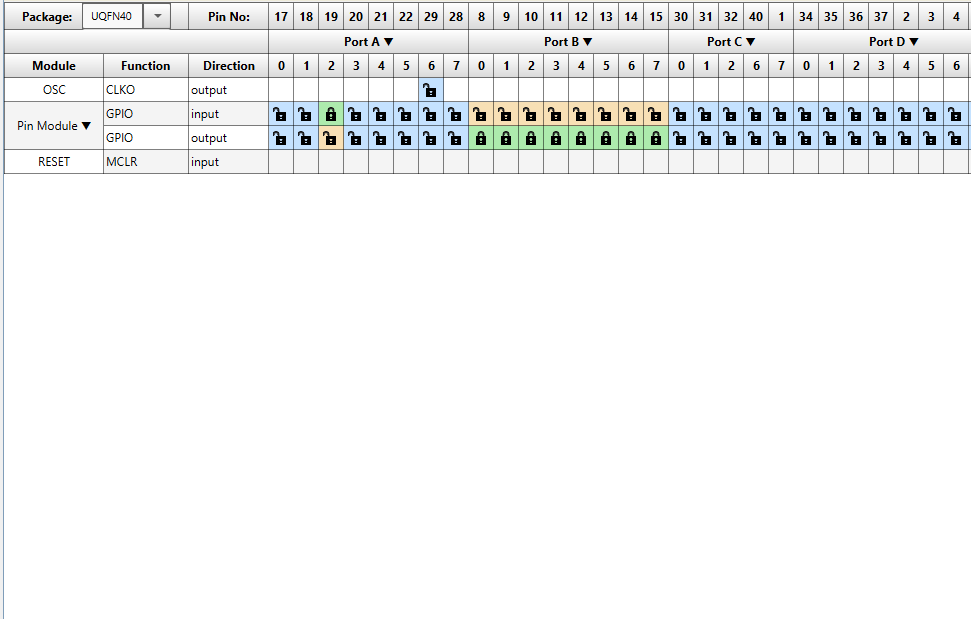 Package: UQFN40 Pin No: 17 18 19 20 21 22 29 28 8 9 10 11 12 13 14 15 30 31 32 40 1 34 35 36 37 2 3 4
Port A ▼ Port B ▼ Port C ▼ Port D ▼
Module Function Direction 0 1 2 3 4 5 6 7 0 1 2 3 4 5 6 7 0 1 2 6 7 0 1 2 3 4 5 6
OSC CLKO output
Pin Module ▼ GPIO input
GPIO output
RESET MCLR input